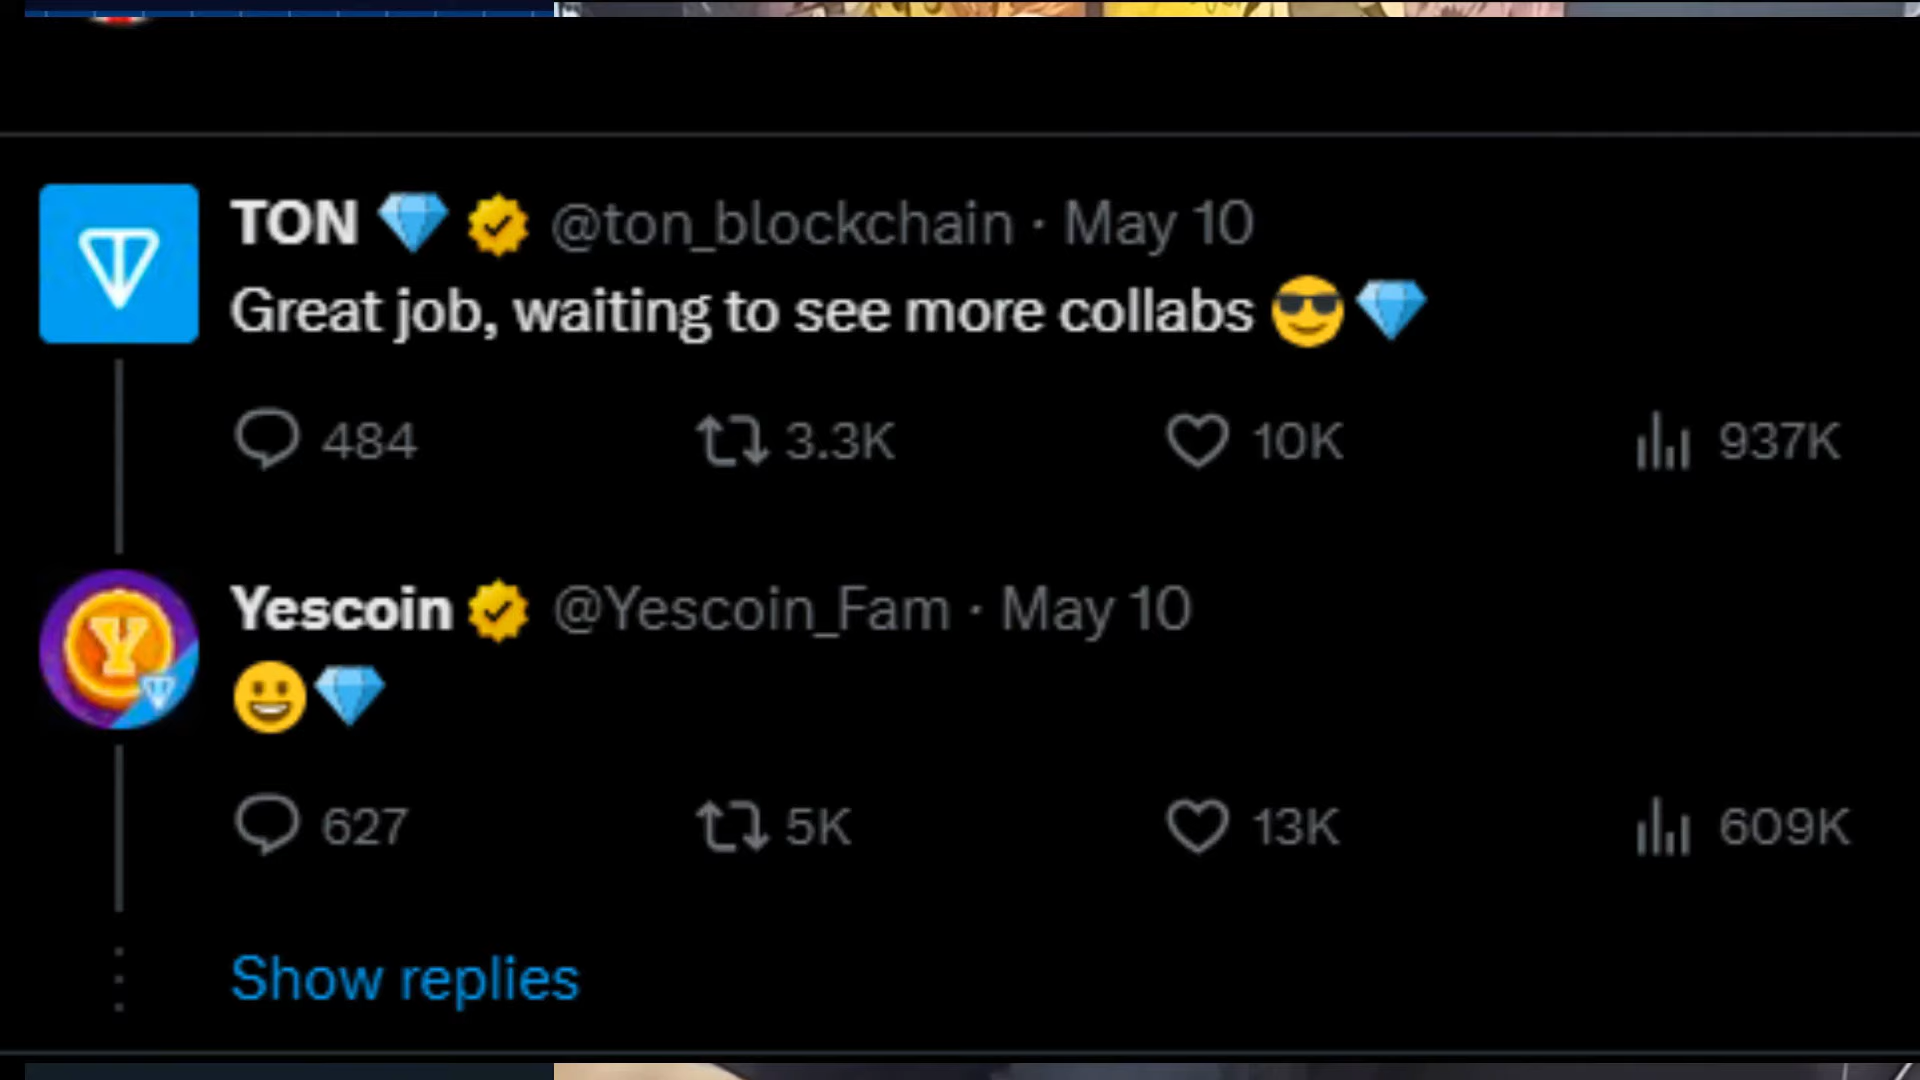 TON 💎 @ton_blockchain · May 10
Great job, waiting to see more collabs 😎💎
484 3.3K 10K 937K
Yescoin @Yescoin_Fam · May 10
😀💎
627 5K 13K 609K
Show replies